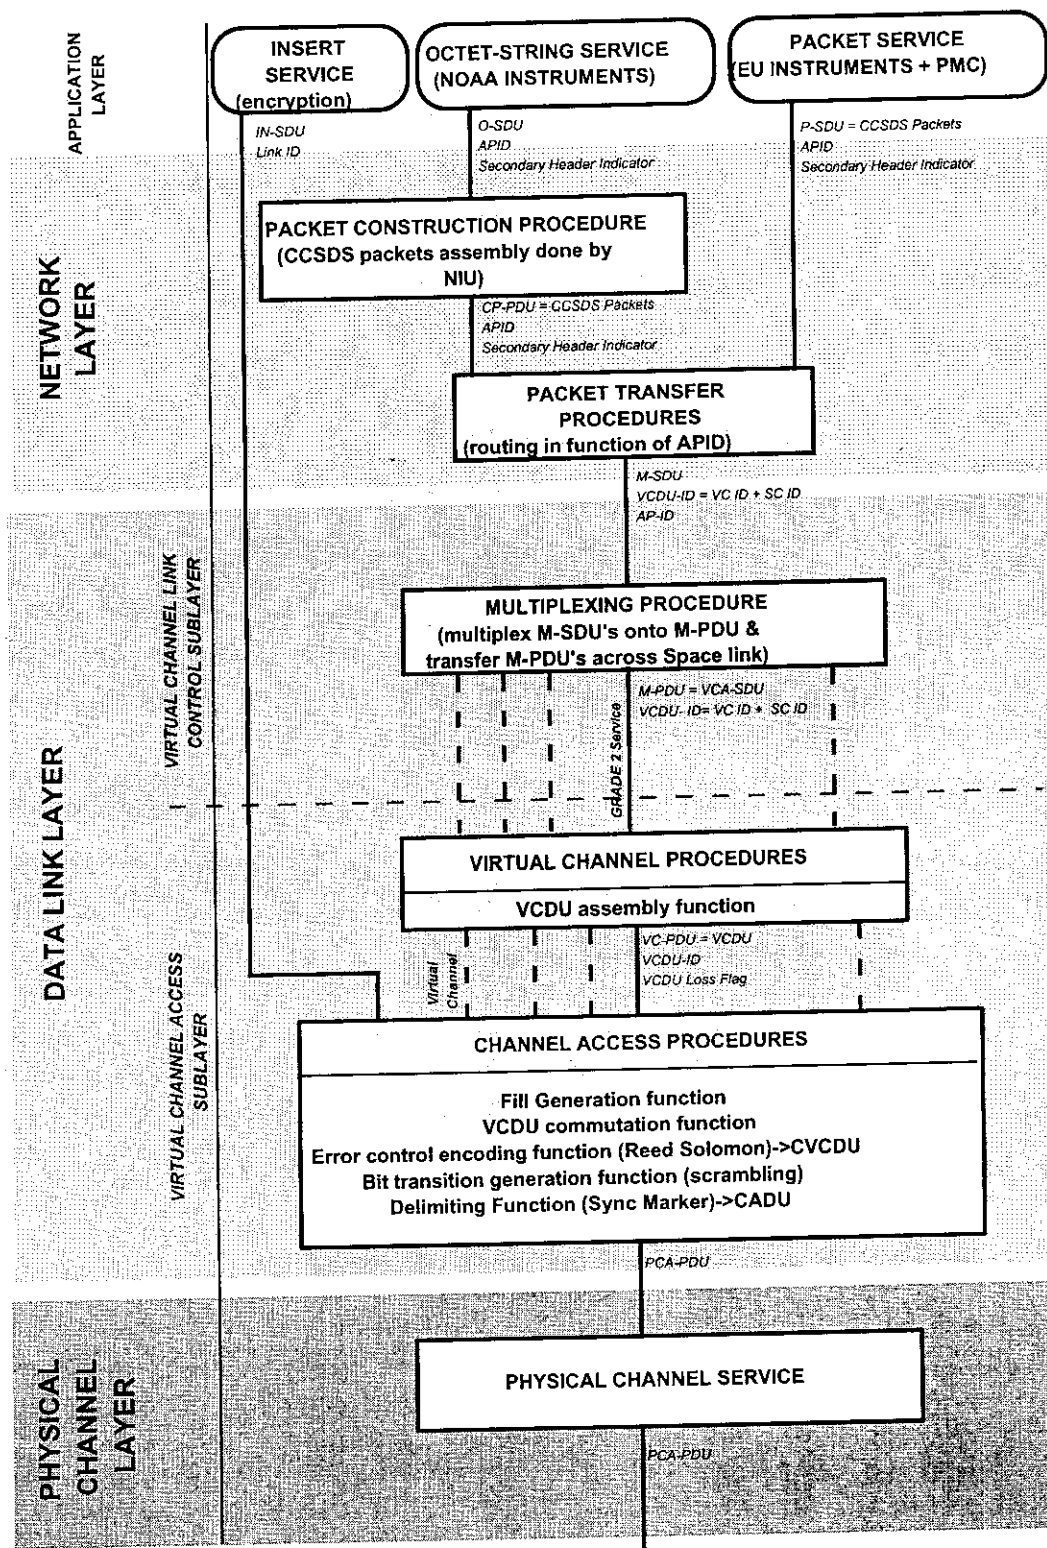 APPLICATION
LAYER
INSERT
SERVICE
(encryption)
OCTET-STRING SERVICE
(NOAA INSTRUMENTS)
PACKET SERVICE
(EU INSTRUMENTS + PMC)
IN-SDU
Link ID
O-SDU
APID
Secondary Header Indicator
P-SDU = CCSDS Packets
APID
Secondary Header Indicator
NETWORK
LAYER
PACKET CONSTRUCTION PROCEDURE
(CCSDS packets assembly done by
NIU)
CP-PDU = CCSDS Packets
APID
Secondary Header Indicator
PACKET TRANSFER
PROCEDURES
(routing in function of APID)
M-SDU
VCDU-ID = VC ID + SC ID
AP-ID
DATA LINK LAYER
VIRTUAL CHANNEL LINK
CONTROL SUBLAYER
MULTIPLEXING PROCEDURE
(multiplex M-SDU's onto M-PDU &
transfer M-PDU's across Space link)
GRADE 2 Service
M-PDU = VCA-SDU
VCDU- ID= VC ID + SC ID
VIRTUAL CHANNEL ACCESS
SUBLAYER
VIRTUAL CHANNEL PROCEDURES
VCDU assembly function
Virtual
Channel
VC-PDU = VCDU
VCDU-ID
VCDU Loss Flag
CHANNEL ACCESS PROCEDURES
Fill Generation function
VCDU commutation function
Error control encoding function (Reed Solomon)->CVCDU
Bit transition generation function (scrambling)
Delimiting Function (Sync Marker)->CADU
PCA-PDU
PHYSICAL
CHANNEL
LAYER
PHYSICAL CHANNEL SERVICE
PCA-PDU